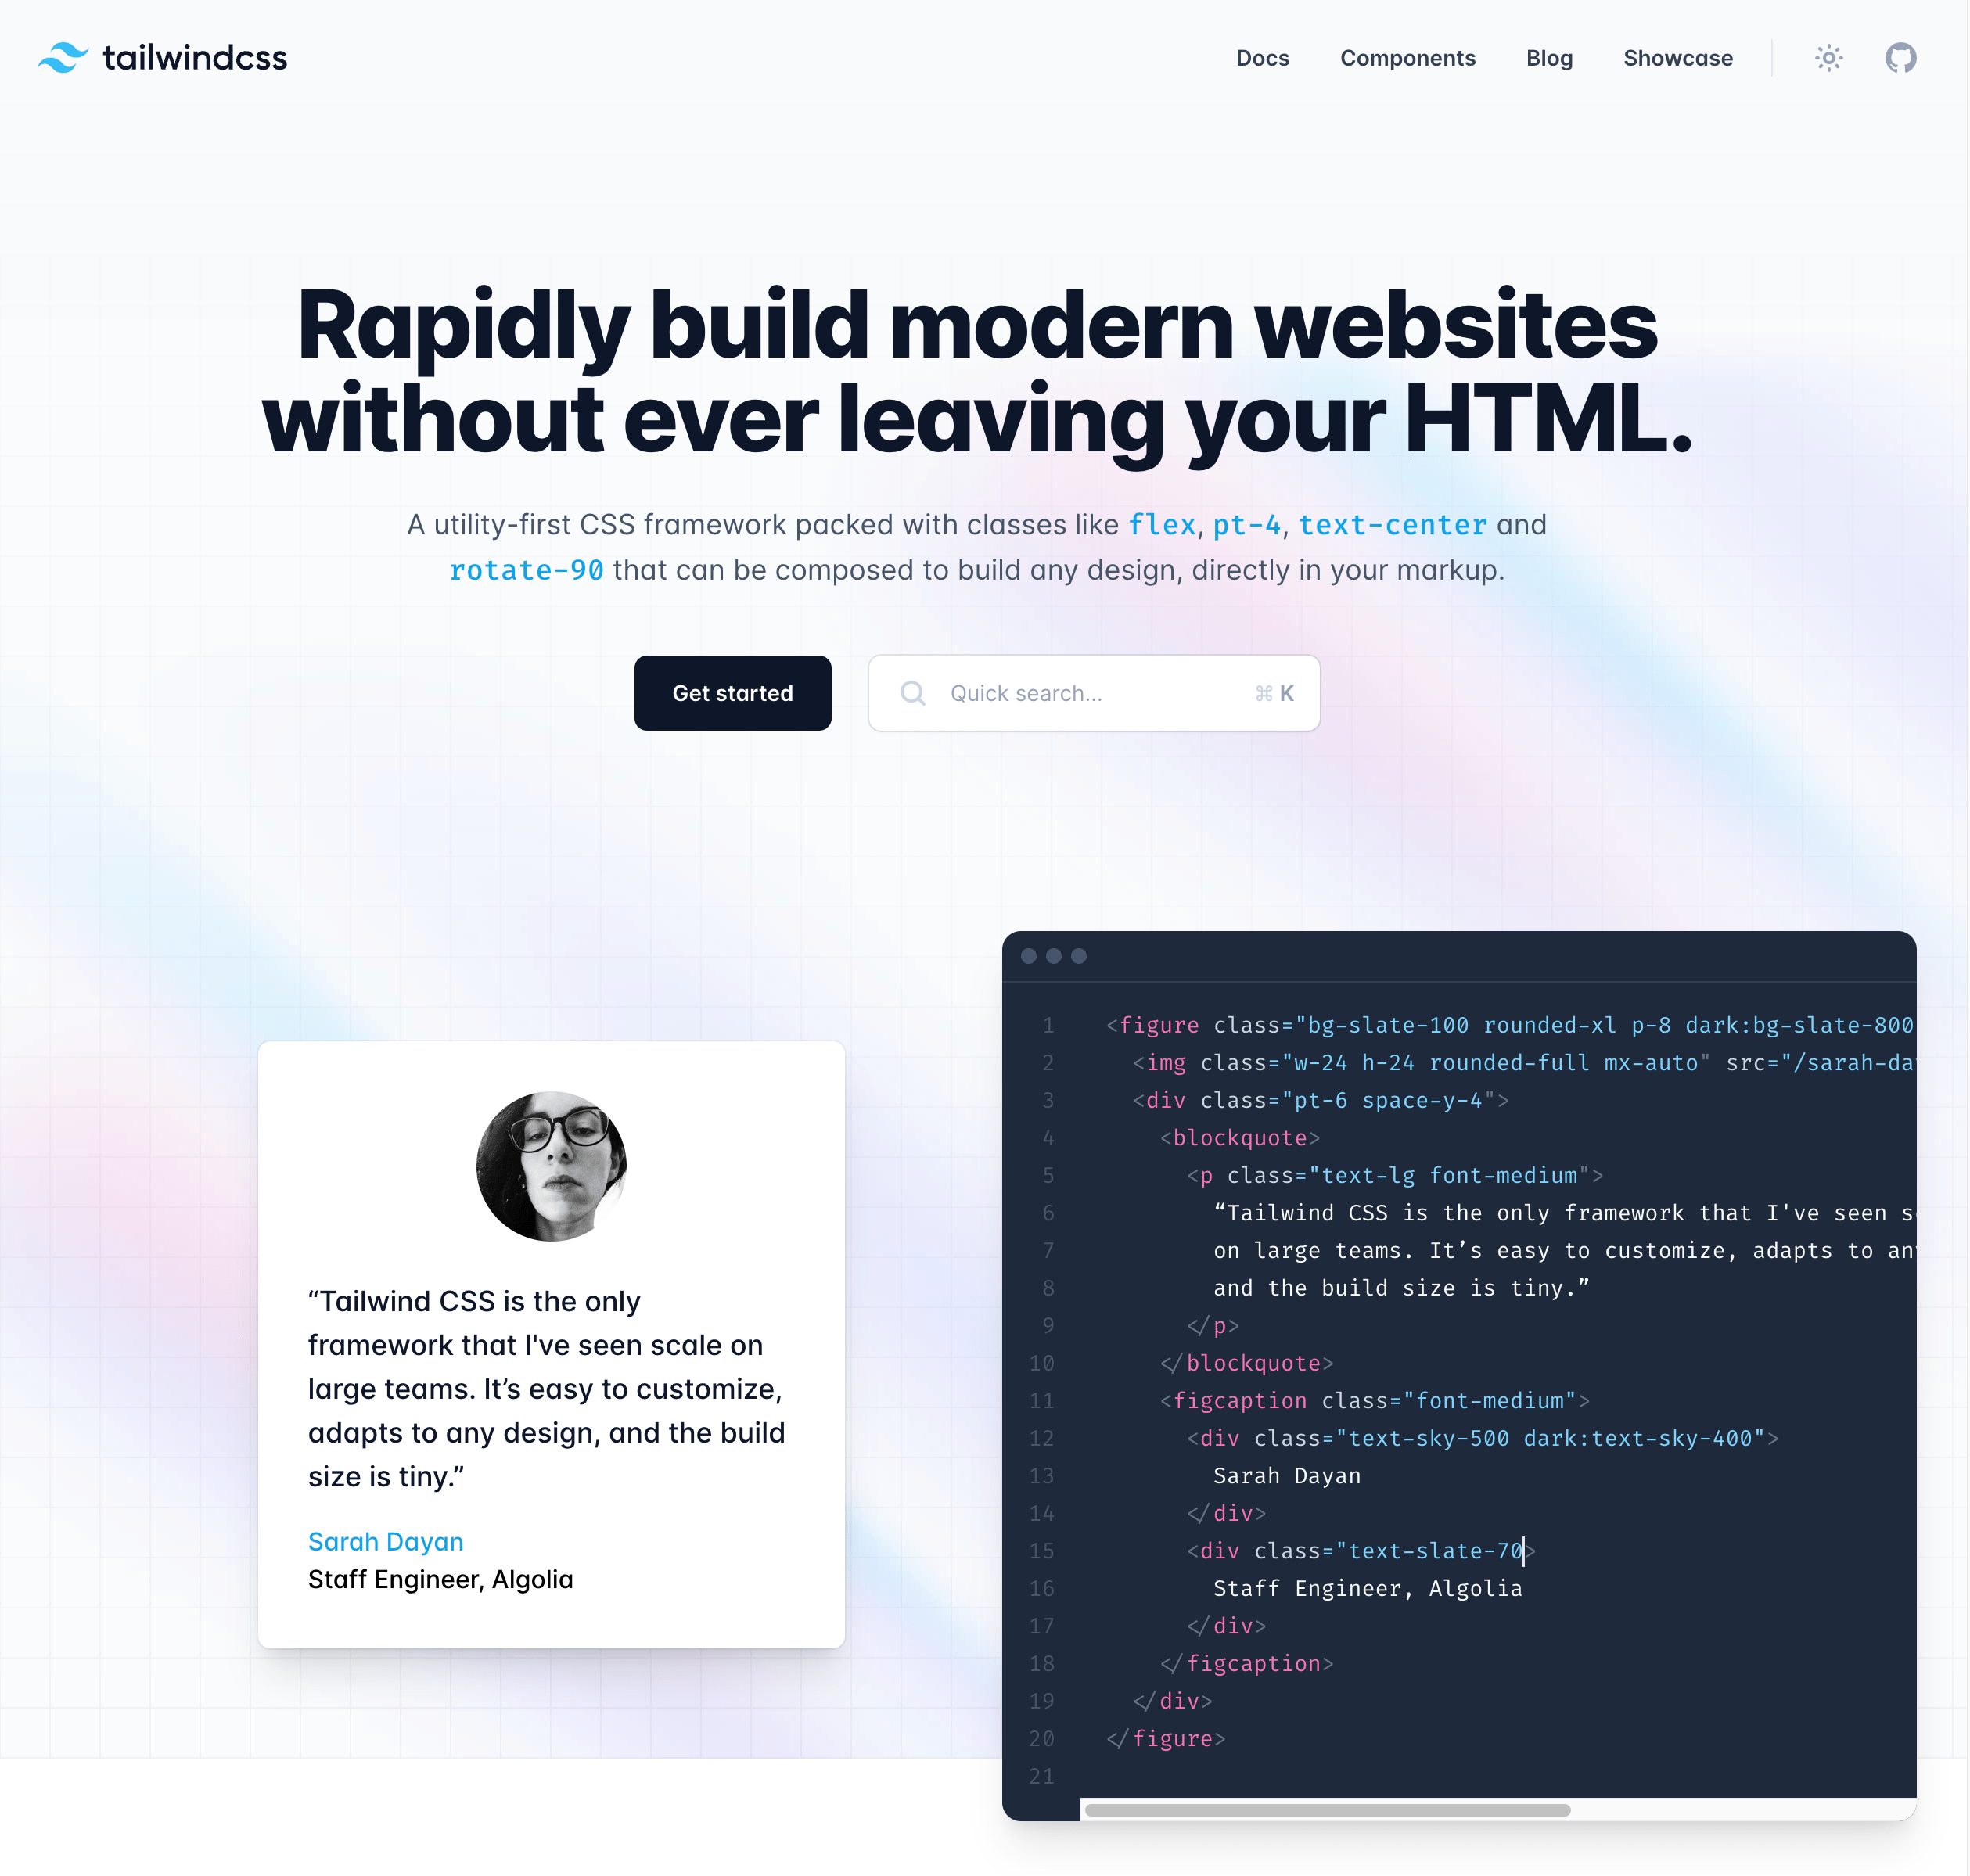 tailwindcss
Docs Components Blog Showcase
Rapidly build modern websites
without ever leaving your HTML.
A utility-first CSS framework packed with classes like flex, pt-4, text-center and
rotate-90 that can be composed to build any design, directly in your markup.
Get started
Quick search... ⌘ K
“Tailwind CSS is the only
framework that I've seen scale on
large teams. It’s easy to customize,
adapts to any design, and the build
size is tiny.”
Sarah Dayan
Staff Engineer, Algolia
1 <figure class="bg-slate-100 rounded-xl p-8 dark:bg-slate-800
2 <img class="w-24 h-24 rounded-full mx-auto" src="/sarah-da
3 <div class="pt-6 space-y-4">
4 <blockquote>
5 <p class="text-lg font-medium">
6 “Tailwind CSS is the only framework that I've seen s
7 on large teams. It’s easy to customize, adapts to an
8 and the build size is tiny.”
9 </p>
10 </blockquote>
11 <figcaption class="font-medium">
12 <div class="text-sky-500 dark:text-sky-400">
13 Sarah Dayan
14 </div>
15 <div class="text-slate-70>
16 Staff Engineer, Algolia
17 </div>
18 </figcaption>
19 </div>
20 </figure>
21